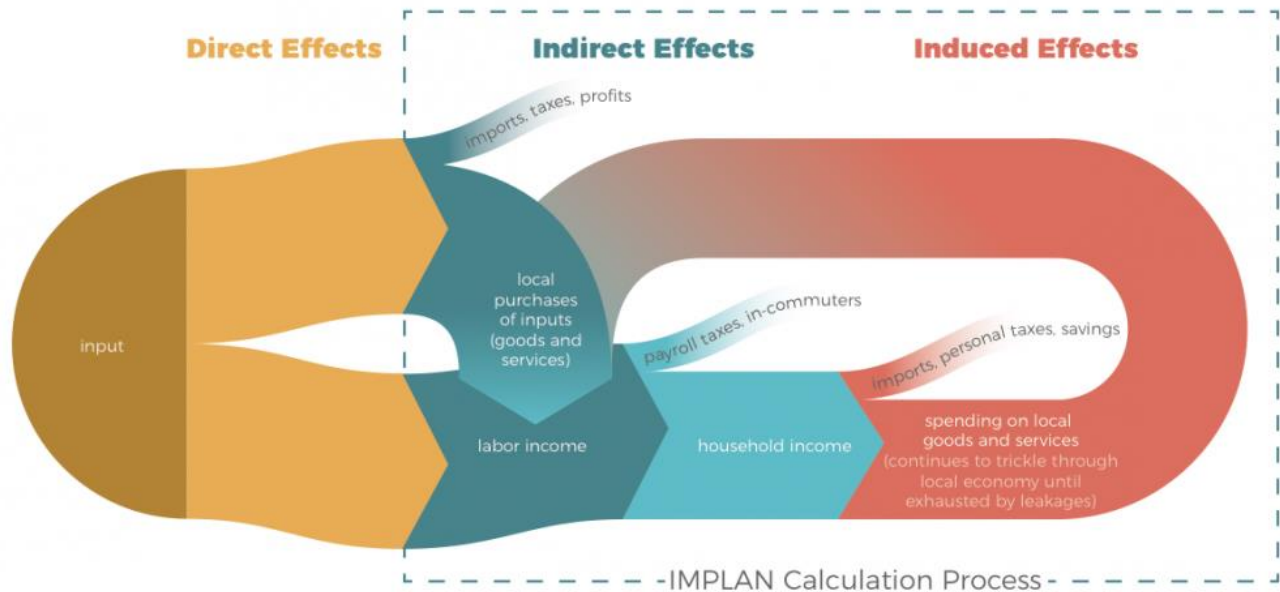 Direct Effects
Indirect Effects
Induced Effects
imports, taxes, profits
input
local
purchases
of inputs
(goods and
services)
payroll taxes, in-commuters
imports, personal taxes, savings
labor income
household income
spending on local
goods and services
(continues to trickle through
local economy until
exhausted by leakages)
IMPLAN Calculation Process